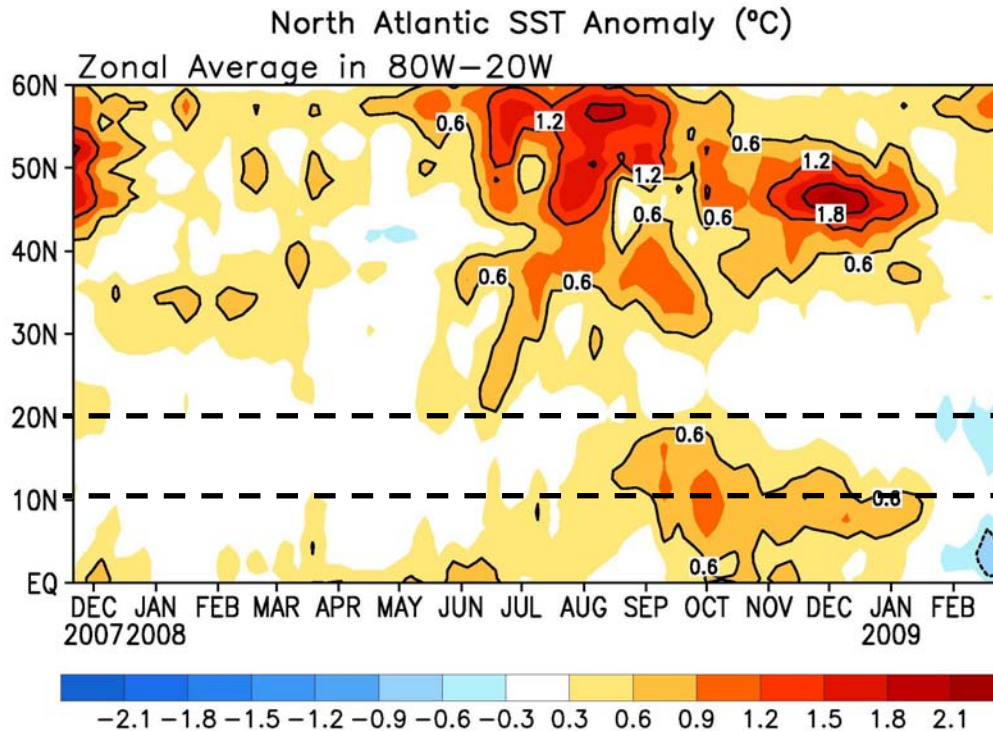 North Atlantic SST Anomaly (ºC)
Zonal Average in 80W−20W
60N
50N
40N
30N
20N
10N
EQ
0.6
1.2
0.6
1.2
1.2
0.6
0.6
1.8
0.6
0.6
0.6
0.6
0.6
0.6
DEC JAN FEB MAR APR MAY JUN JUL AUG SEP OCT NOV DEC JAN FEB
2007 2008 2009
−2.1 −1.8 −1.5 −1.2 −0.9 −0.6 −0.3 0.3 0.6 0.9 1.2 1.5 1.8 2.1